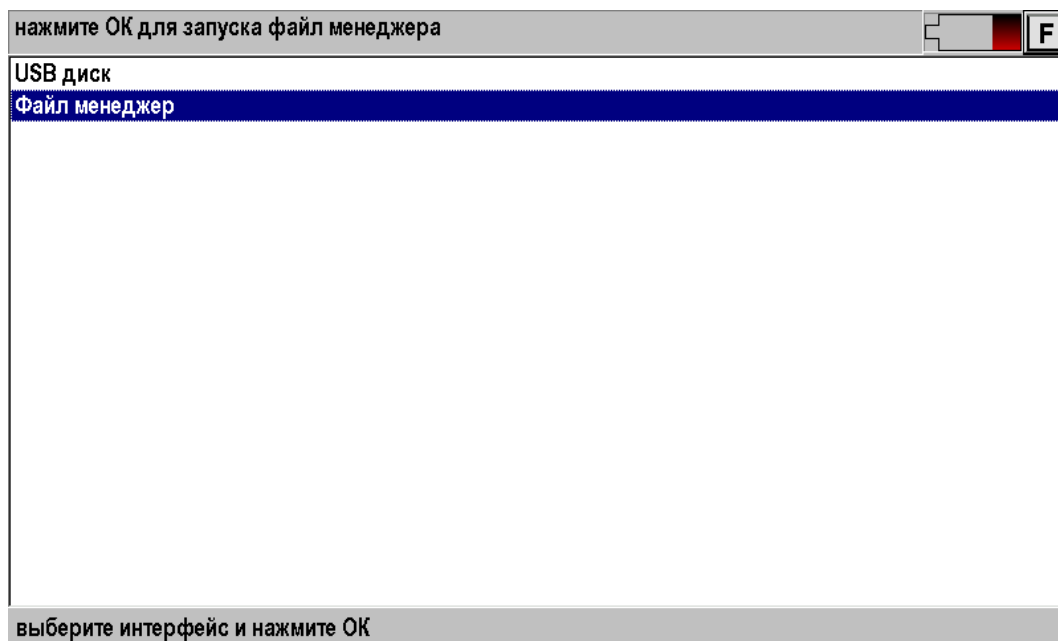 нажмите ОК для запуска файл менеджера
F
USB диск
Файл менеджер
выберите интерфейс и нажмите ОК